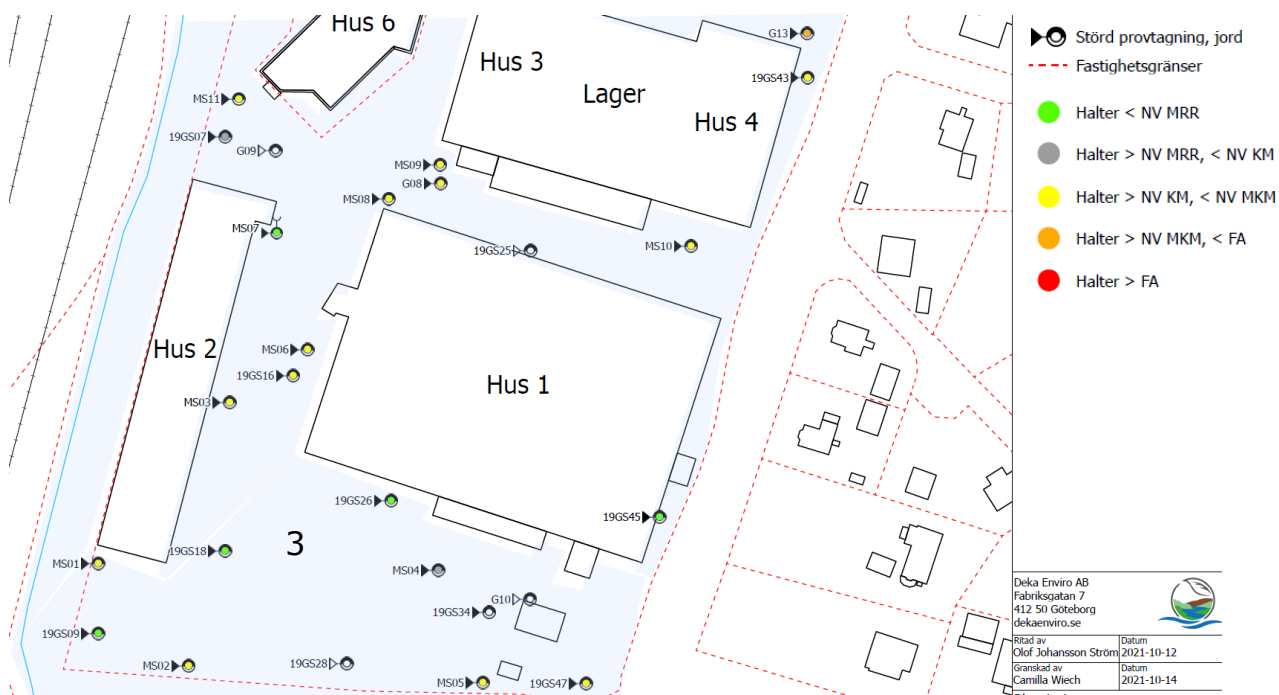 Hus 6
G13
Hus 3
19GS43
Lager
MS11
Hus 4
19GS07
G09
MS09
G08
MS08
MS07
MS10
19GS25
Hus 2
MS06
19GS16
Hus 1
MS03
19GS26
19GS45
3
19GS18
MS01
MS04
G10
19GS34
19GS09
MS02
19GS28
MS05
19GS47
Störd provtagning, jord
Fastighetsgränser
Halter < NV MRR
Halter > NV MRR, < NV KM
Halter > NV KM, < NV MKM
Halter > NV MKM, < FA
Halter > FA
Deka Enviro AB
Fabriksgatan 7
412 50 Göteborg
dekaenviro.se
Ritad av Datum
Olof Johansson Ström 2021-10-12
Granskad av Datum
Camilla Wiech 2021-10-14